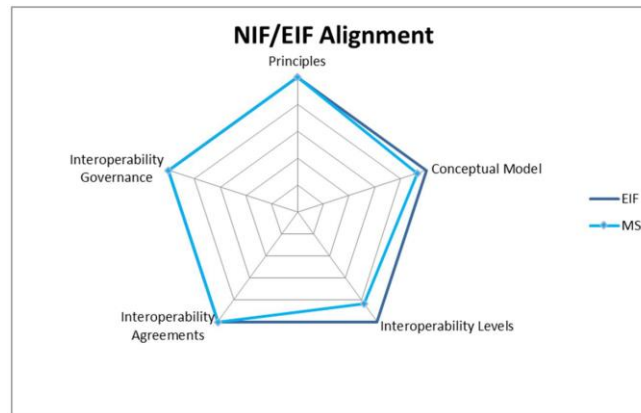 NIF/EIF Alignment
Principles
Interoperability
Governance
Conceptual Model
EIF
MS
Interoperability
Agreements
Interoperability Levels